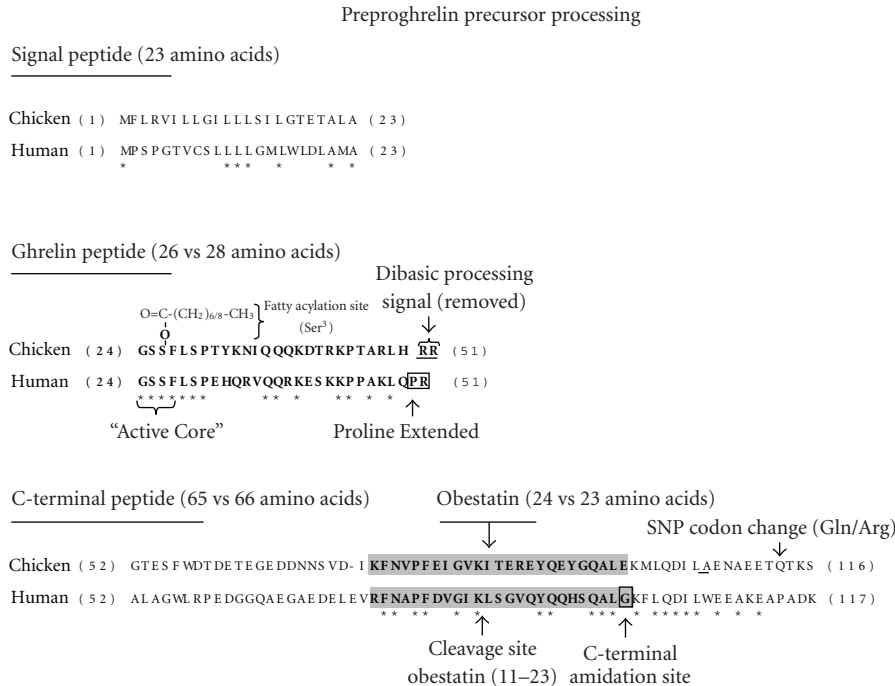 Preproghrelin precursor processing
Signal peptide (23 amino acids)
Chicken (1) MFLRVILLGILLLSILGTETALA (23)
Human (1) MPSPGTVCSLLLLGMLWLDLAMA (23)
* *** * * *
Ghrelin peptide (26 vs 28 amino acids)
Dibasic processing
signal (removed)
O=C-(CH2)6/8-CH3 } Fatty acylation site
(Ser3)
O
Chicken (24) GSSFLSPTYKNIQQQKDTRKPTARLH RR (51)
Human (24) GSSFLSPEHQRVQQRKESKKPPAKLQPR (51)
******* ** * ** * *
"Active Core"
Proline Extended
C-terminal peptide (65 vs 66 amino acids)
Obestatin (24 vs 23 amino acids)
SNP codon change (Gln/Arg)
Chicken (52) GTESFWDTDETEGEDDNNSVD-IKFNVPFEIGVKITEREYQEYGQALEKMLQDILAENAEETQTKS (116)
Human (52) ALAGWLRPEDGGQAEGAEDELEVRFNAPFDVGIKLSGVQYQQHSQALGKFLQDILWEEAKEAPADK (117)
** ** * * ** *** * ***** * * *
Cleavage site
obestatin (11–23)
C-terminal
amidation site